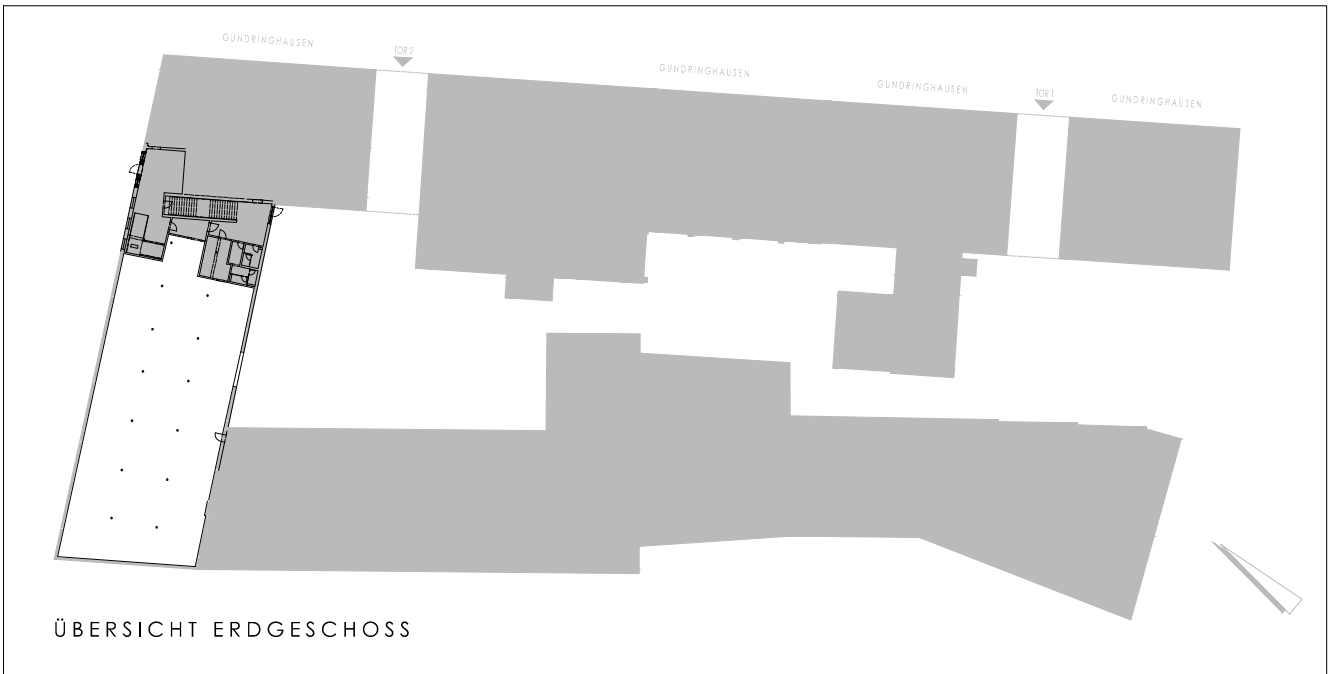 GUNDRINGHAUSEN
TOR 2
GUNDRINGHAUSEN
GUNDRINGHAUSEN
TOR 1
GUNDRINGHAUSEN
ÜBERSICHT ERDGESCHOSS